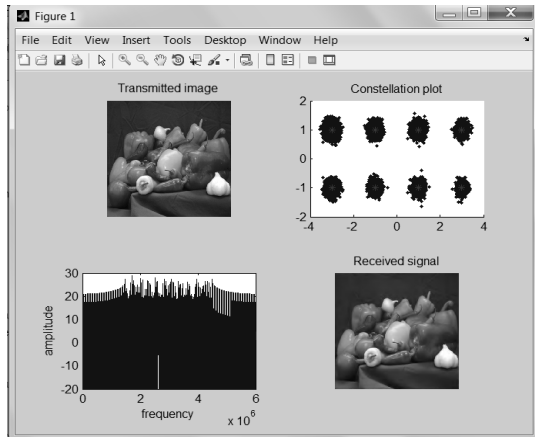 Figure 1
File Edit View Insert Tools Desktop Window Help
Transmitted image
Constellation plot
2
1
0
-1
-2
-4 -2 0 2 4
Received signal
30
20
10
0
-10
-20
amplitude
0 2 4 6
frequency
x 10^6